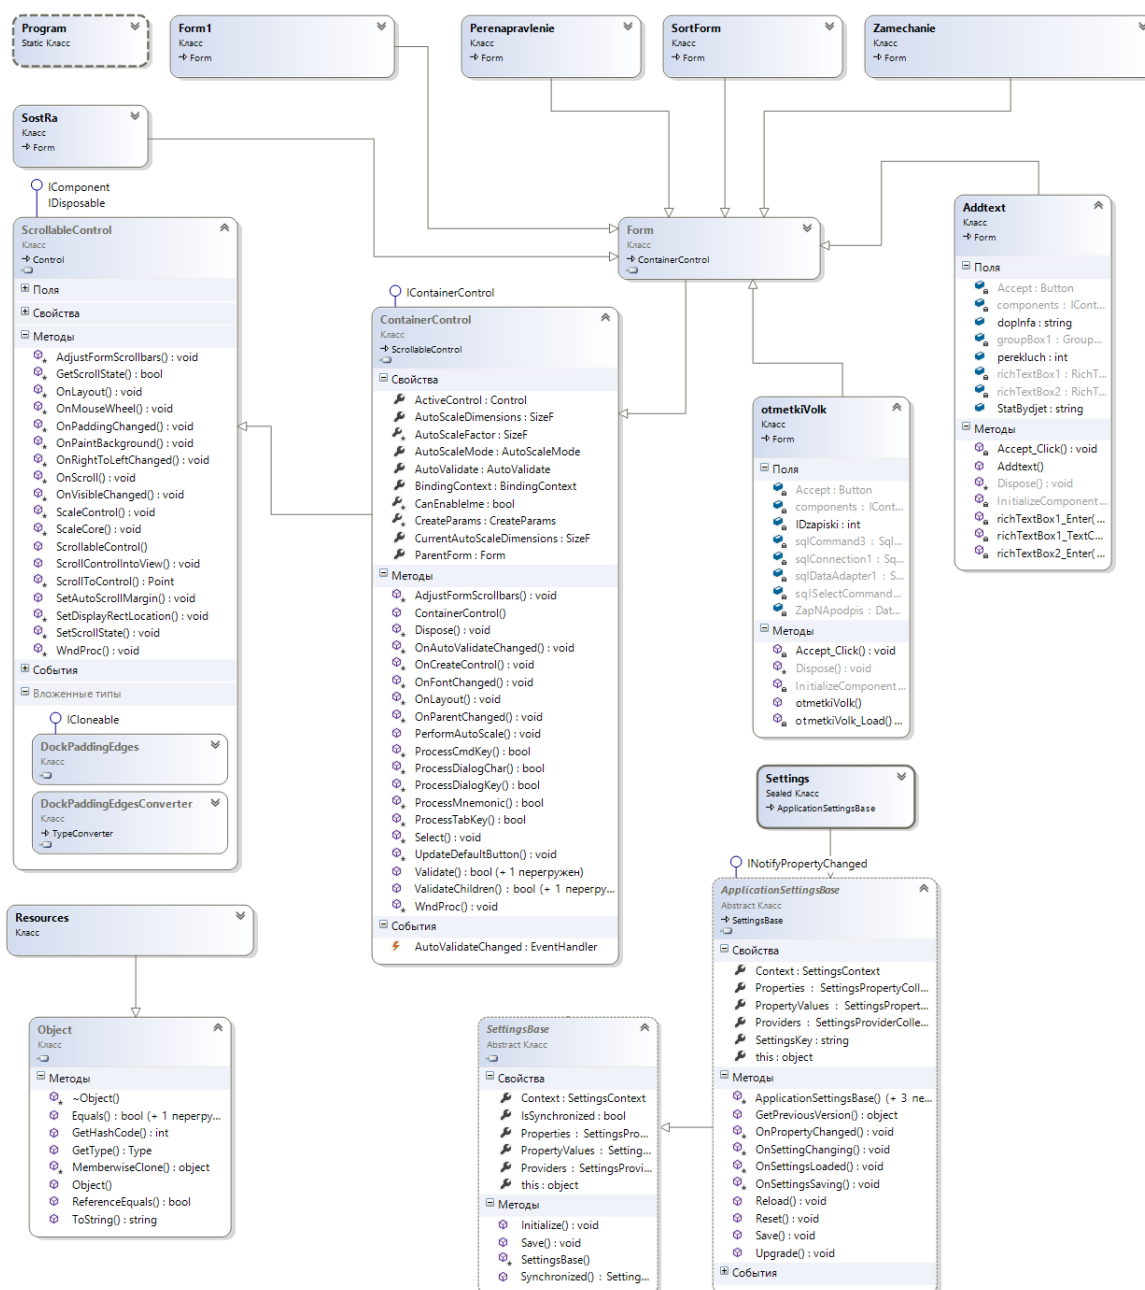 Program
Static Класс
Form1
Класс
Form
Perenapravlenie
Класс
Form
SortForm
Класс
Form
Zamechanie
Класс
Form
SostRa
Класс
Form
IComponent
IDisposable
ScrollableControl
Класс
Control
Поля
Свойства
Методы
AdjustFormScrollbars() : void
GetScrollState() : bool
OnLayout() : void
OnMouseWheel() : void
OnPaddingChanged() : void
OnPaintBackground() : void
OnRightToLeftChanged() : void
OnScroll() : void
OnVisibleChanged() : void
ScaleControl() : void
ScaleCore() : void
ScrollableControl()
ScrollControlIntoView() : void
ScrollToControl() : Point
SetAutoScrollMargin() : void
SetDisplayRectLocation() : void
SetScrollState() : void
WndProc() : void
События
Вложенные типы
ICloneable
DockPaddingEdges
Класс
DockPaddingEdgesConverter
Класс
TypeConverter
Form
Класс
ContainerControl
IContainerControl
ContainerControl
Класс
ScrollableControl
Свойства
ActiveControl : Control
AutoScaleDimensions : SizeF
AutoScaleFactor : SizeF
AutoScaleMode : AutoScaleMode
AutoValidate : AutoValidate
BindingContext : BindingContext
CanEnableIme : bool
CreateParams : CreateParams
CurrentAutoScaleDimensions : SizeF
ParentForm : Form
Методы
AdjustFormScrollbars() : void
ContainerControl()
Dispose() : void
OnAutoValidateChanged() : void
OnCreateControl() : void
OnFontChanged() : void
OnLayout() : void
OnParentChanged() : void
PerformAutoScale() : void
ProcessCmdKey() : bool
ProcessDialogChar() : bool
ProcessDialogKey() : bool
ProcessMnemonic() : bool
ProcessTabKey() : bool
Select() : void
UpdateDefaultButton() : void
Validate() : bool (+ 1 перегружен)
ValidateChildren() : bool (+ 1 перегру...
WndProc() : void
События
AutoValidateChanged : EventHandler
Addtext
Класс
Form
Поля
Accept : Button
components : ICont...
dopInfa : string
groupBox1 : Group...
perekluch : int
richTextBox1 : RichT...
richTextBox2 : RichT...
StatBydjet : string
Методы
Accept_Click() : void
Addtext()
Dispose() : void
InitializeComponent...
richTextBox1_Enter(...
richTextBox1_TextC...
richTextBox2_Enter(...
otmetkiVolk
Класс
Form
Поля
Accept : Button
components : ICont...
IDzapiski : int
sqlCommand3 : Sql...
sqlConnection1 : Sq...
sqlDataAdapter1 : S...
sqlSelectCommand...
ZapNApodpis : Dat...
Методы
Accept_Click() : void
Dispose() : void
InitializeComponent...
otmetkiVolk()
otmetkiVolk_Load() ...
Settings
Sealed Класс
ApplicationSettingsBase
INotifyPropertyChanged
ApplicationSettingsBase
Abstract Класс
SettingsBase
Свойства
Context : SettingsContext
Properties : SettingsPropertyColl...
PropertyValues : SettingsPropert...
Providers : SettingsProviderColle...
SettingsKey : string
this : object
Методы
ApplicationSettingsBase() (+ 3 пе...
GetPreviousVersion() : object
OnPropertyChanged() : void
OnSettingChanging() : void
OnSettingsLoaded() : void
OnSettingsSaving() : void
Reload() : void
Reset() : void
Save() : void
Upgrade() : void
События
Resources
Класс
Object
Класс
Методы
~Object()
Equals() : bool (+ 1 перегру...
GetHashCode() : int
GetType() : Type
MemberwiseClone() : object
Object()
ReferenceEquals() : bool
ToString() : string
SettingsBase
Abstract Класс
Свойства
Context : SettingsContext
IsSynchronized : bool
Properties : SettingsPro...
PropertyValues : Setting...
Providers : SettingsProvi...
this : object
Методы
Initialize() : void
Save() : void
SettingsBase()
Synchronized() : Setting...